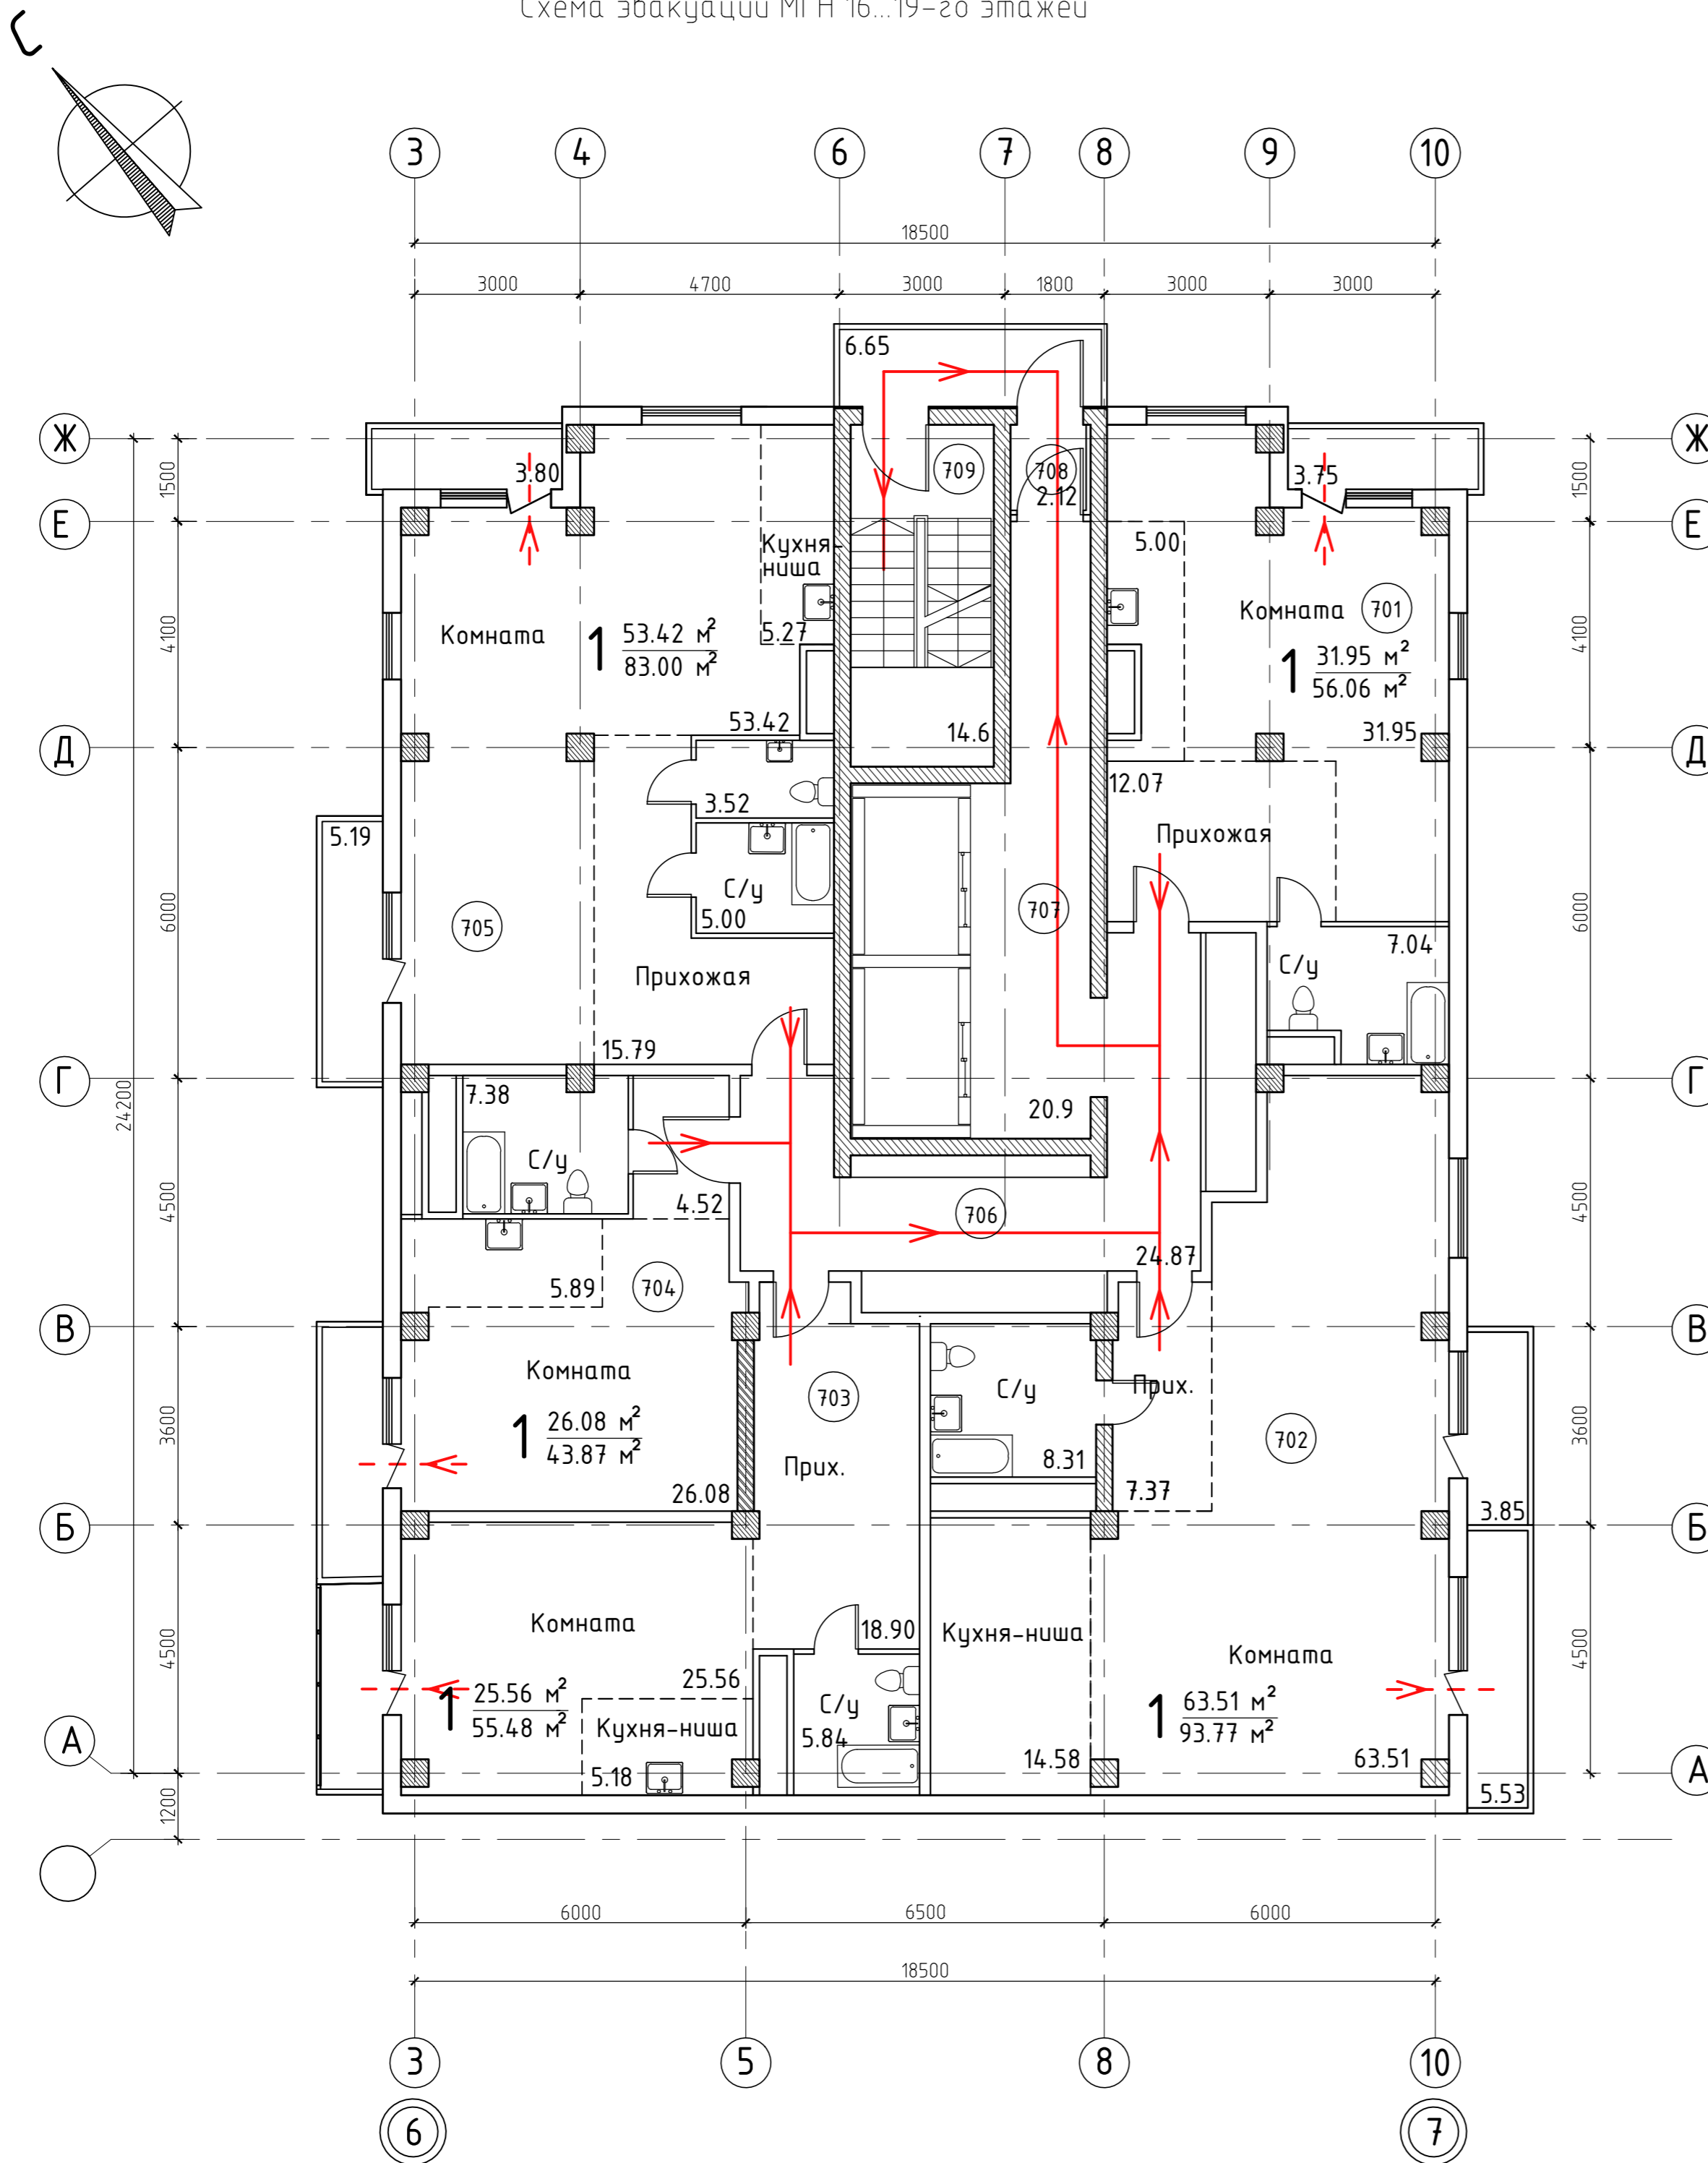 Схема эвакуации МГН 16...19-го этажей
С
3 4 6 7 8 9 10
18500
3000 4700 3000 1800 3000 3000
6.65
Ж Ж
3.80 709 708 3.75
2.12
1500 1500
Е Е
Кухня
ниша
5.00
Комната 701
Комната
1 53.42 м²
83.00 м²
5.27
1 31.95 м²
56.06 м²
4100 4100
53.42 14.6 31.95
Д Д
3.52 12.07
5.19 Прихожая
С/у
5.00
705 707
7.04
С/у
6000 6000
Прихожая
15.79
Г Г
24200
7.38 20.9
С/у
4.52 706
24.87
4500 4500
5.89 704
В В
Комната
703 С/у Прих.
1 26.08 м²
43.87 м²
702
3600 3600
Прих. 8.31
26.08 7.37
3.85
Б Б
Комната 18.90 Кухня-ниша
Комната
4500 4500
25.56
1 25.56 м²
55.48 м²
Кухня-ниша
С/у
5.84
1 63.51 м²
93.77 м²
А А
5.18 14.58 63.51
5.53
1200
6000 6500 6000
18500
3 5 8 10
6 7